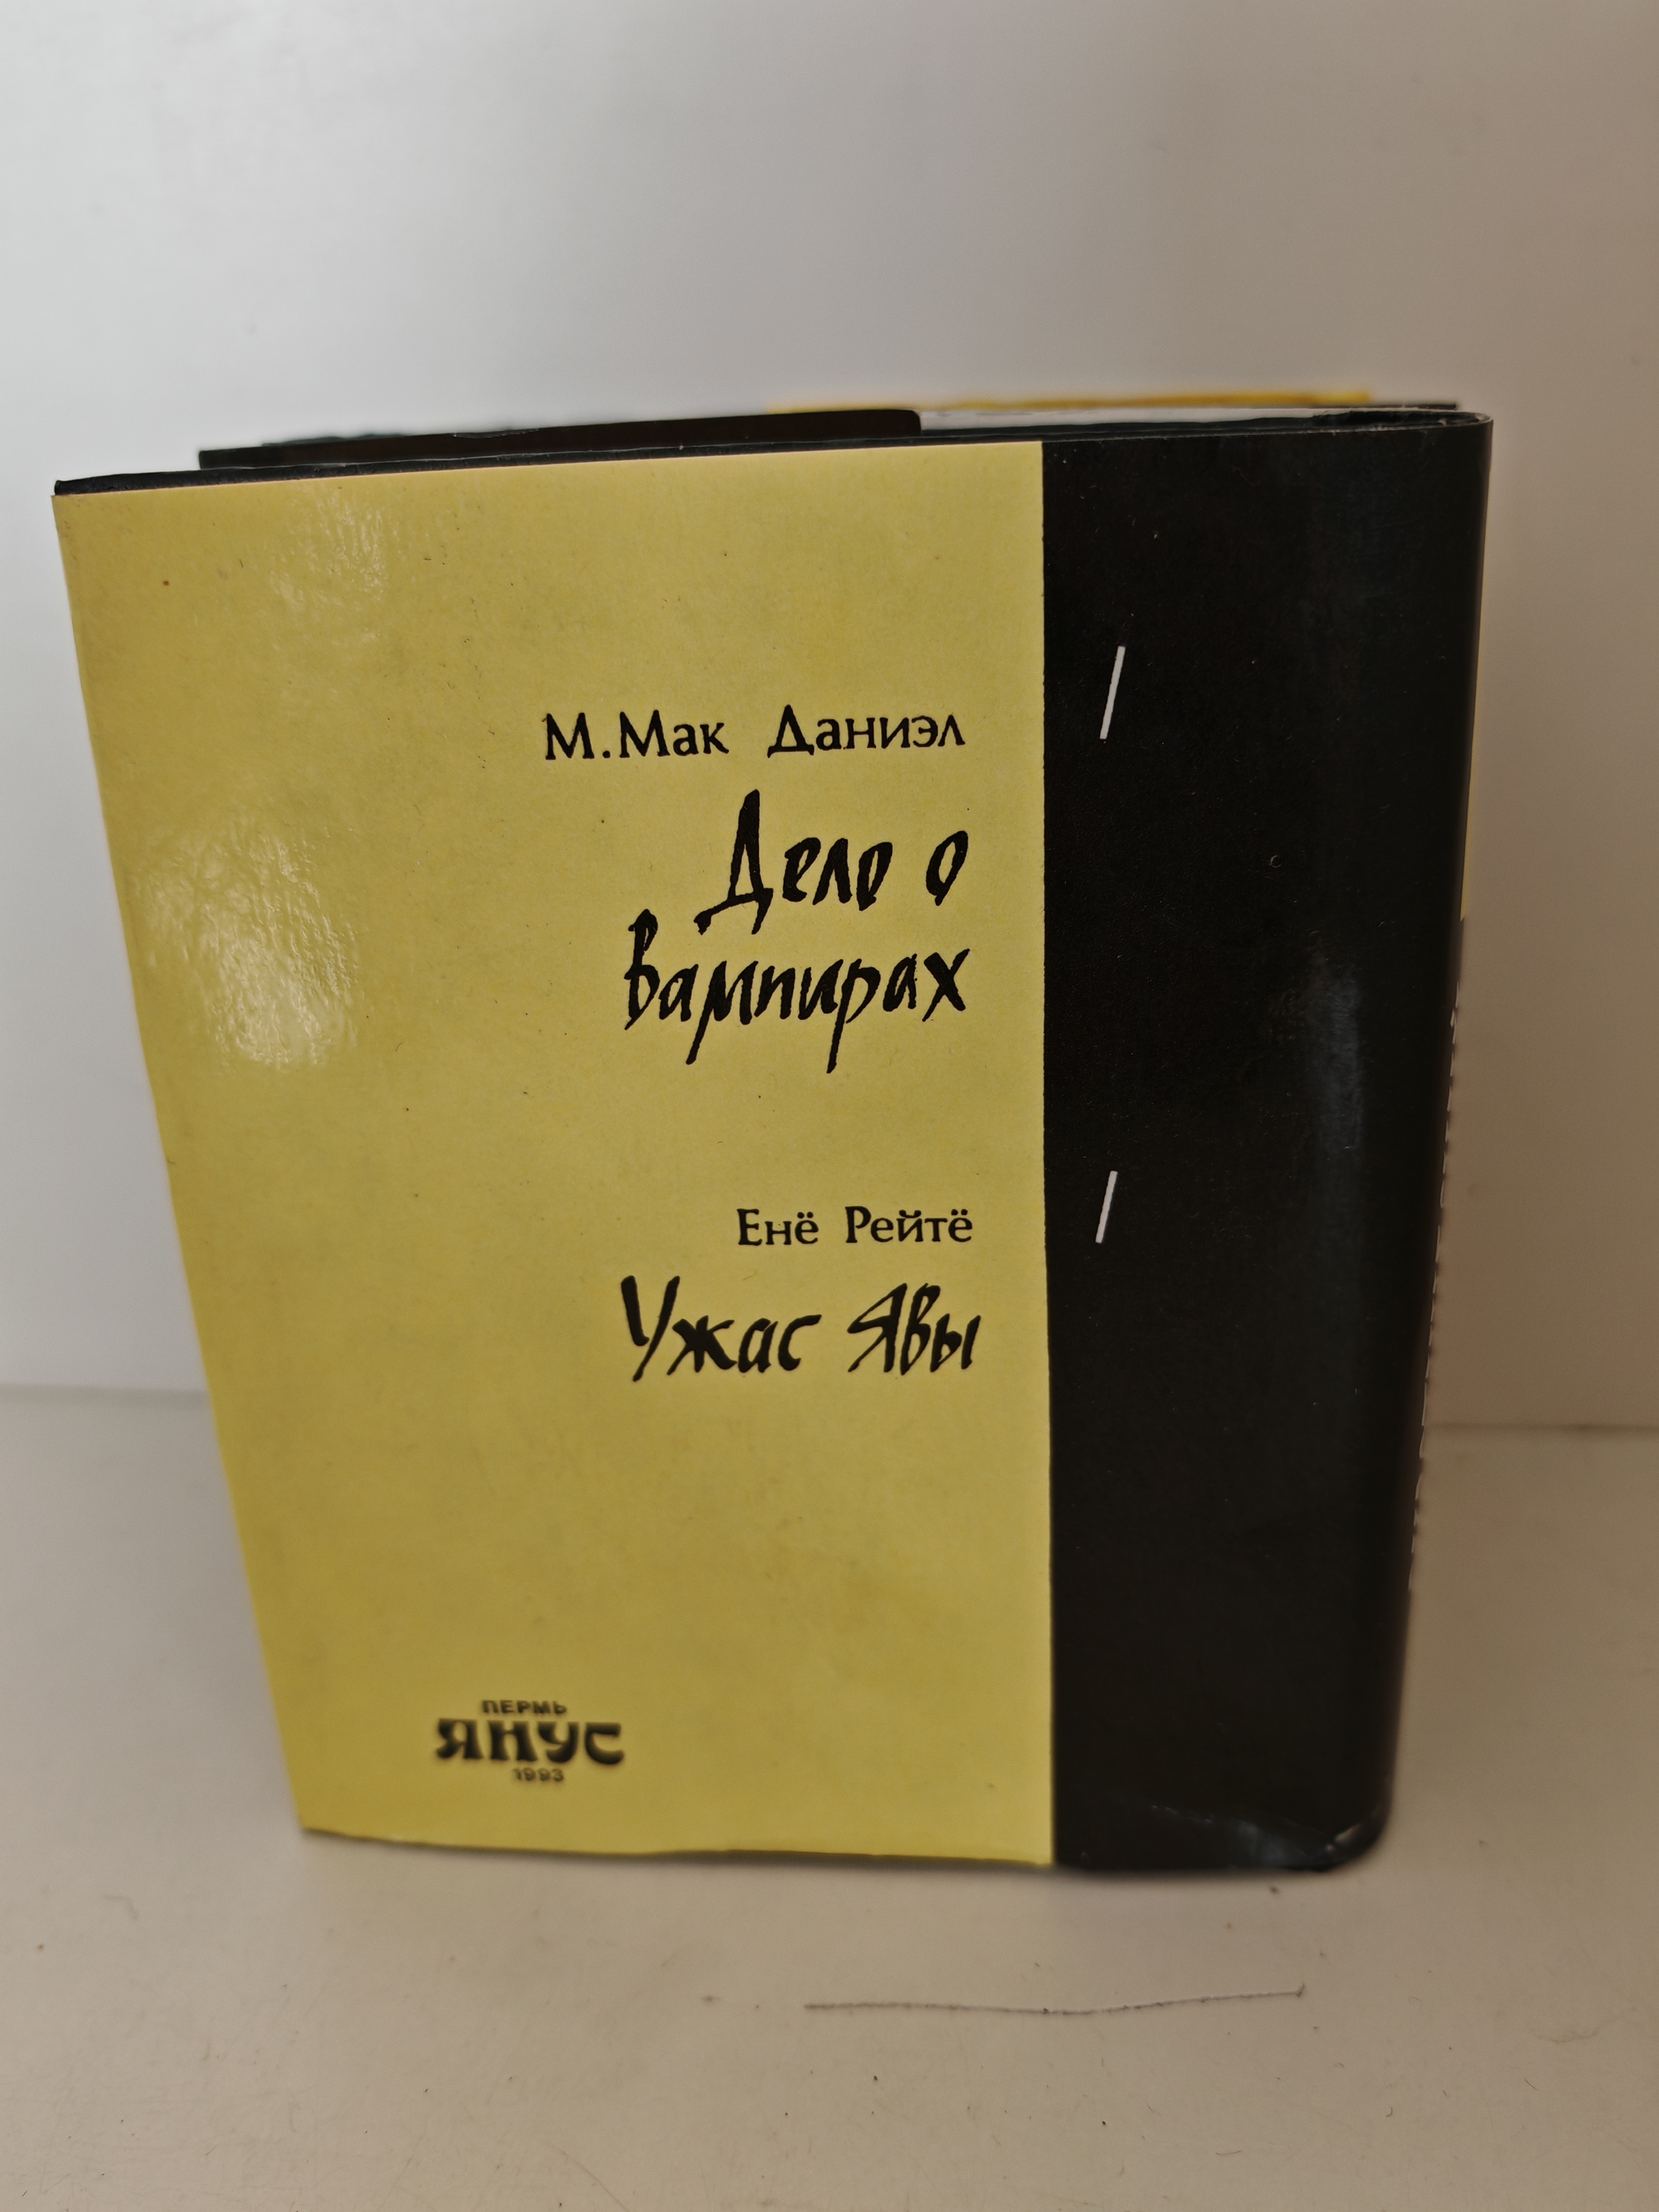 М.Мак Даниэл
Дело о
вампирах
Енё Рейтё
Ужас Явы
ПЕРМЬ
ЯНУС
1993